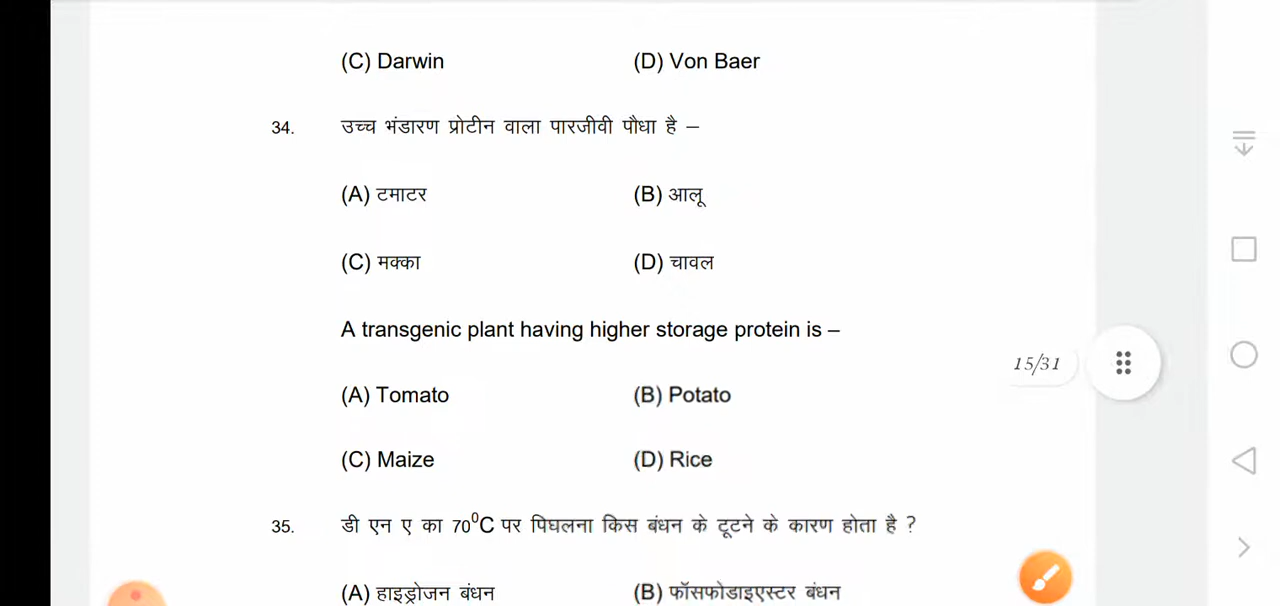 (C) Darwin (D) Von Baer
34. उच्च भंडारण प्रोटीन वाला पारजीवी पौधा है –
(A) टमाटर (B) आलू
(C) मक्का (D) चावल
A transgenic plant having higher storage protein is –
15/31
(A) Tomato (B) Potato
(C) Maize (D) Rice
35. डी एन ए का 70⁰C पर पिघलना किस बंधन के टूटने के कारण होता है ?
(A) हाइड्रोजन बंधन (B) फॉसफोडाइएस्टर बंधन